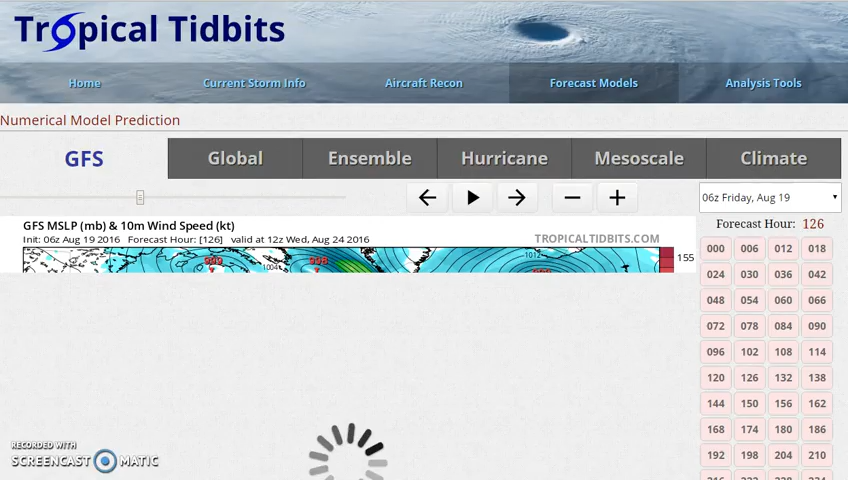 Tropical Tidbits
Home Current Storm Info Aircraft Recon Forecast Models Analysis Tools
Numerical Model Prediction
GFS Global Ensemble Hurricane Mesoscale Climate
06z Friday, Aug 19
GFS MSLP (mb) & 10m Wind Speed (kt)
Init: 06z Aug 19 2016 Forecast Hour: [126] valid at 12z Wed, Aug 24 2016 TROPICALTIDBITS.COM
Forecast Hour: 126
1004
1012
155
000 006 012 018
024 030 036 042
048 054 060 066
072 078 084 090
096 102 108 114
120 126 132 138
144 150 156 162
168 174 180 186
192 198 204 210
RECORDED WITH
SCREENCAST MATIC